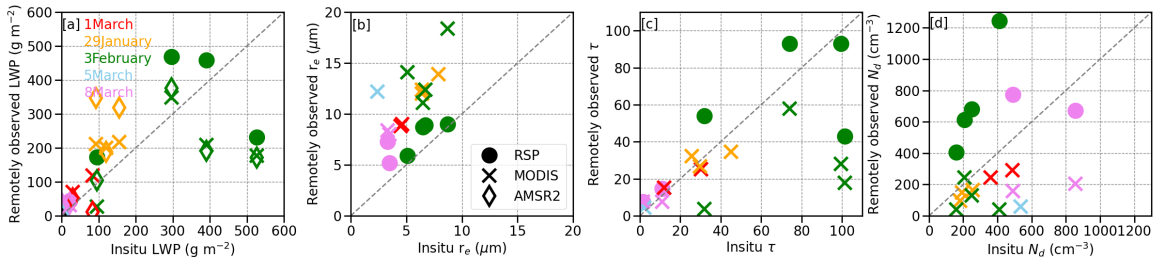 [a]
1March
29January
3February
5March
8March
Remotely observed LWP (g m⁻²)
600
500
400
300
200
100
0
0 100 200 300 400 500 600
Insitu LWP (g m⁻²)
[b]
Remotely observed rₑ (μm)
20
15
10
5
0
0 5 10 15 20
Insitu rₑ (μm)
RSP
MODIS
AMSR2
[c]
Remotely observed τ
100
80
60
40
20
0
0 20 40 60 80 100
Insitu τ
[d]
Remotely observed N_d (cm⁻³)
1200
1000
800
600
400
200
0
0 200 400 600 800 1000 1200
Insitu N_d (cm⁻³)